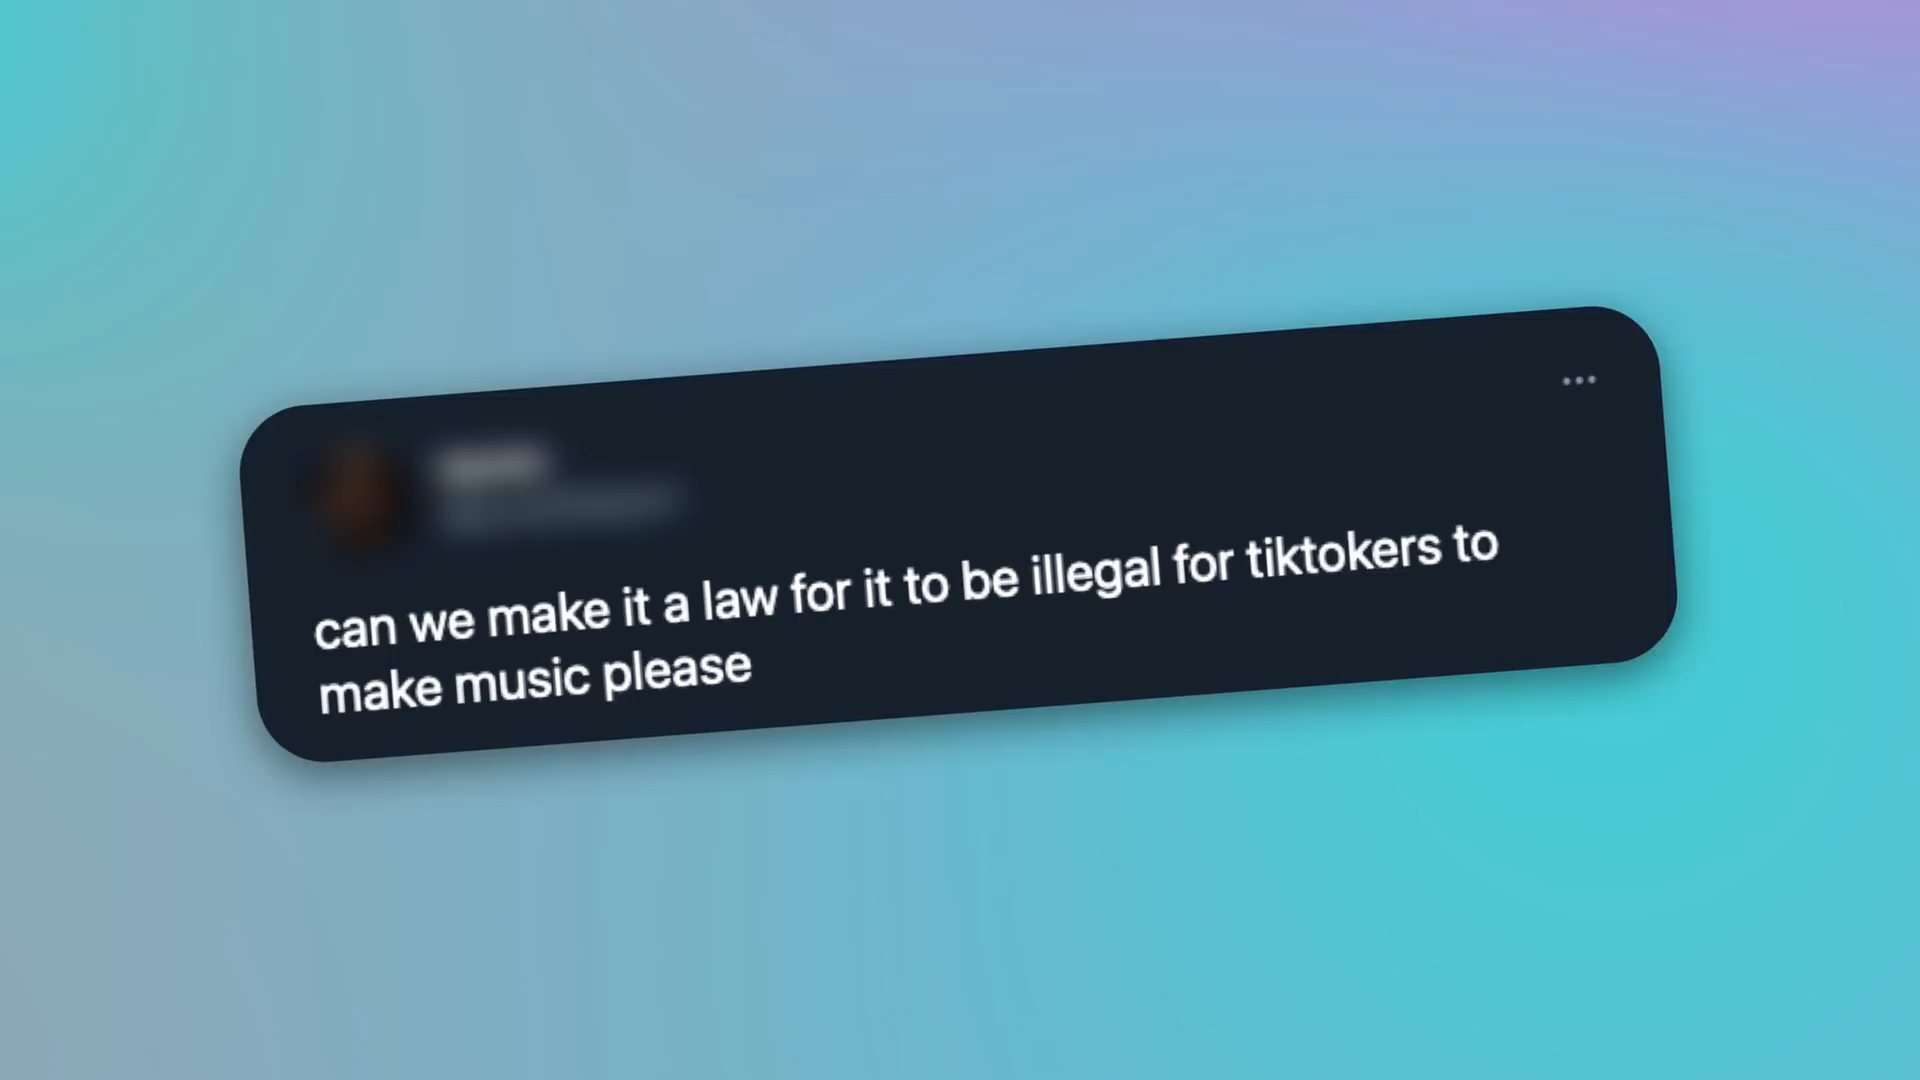 can we make it a law for it to be illegal for tiktokers to
make music please